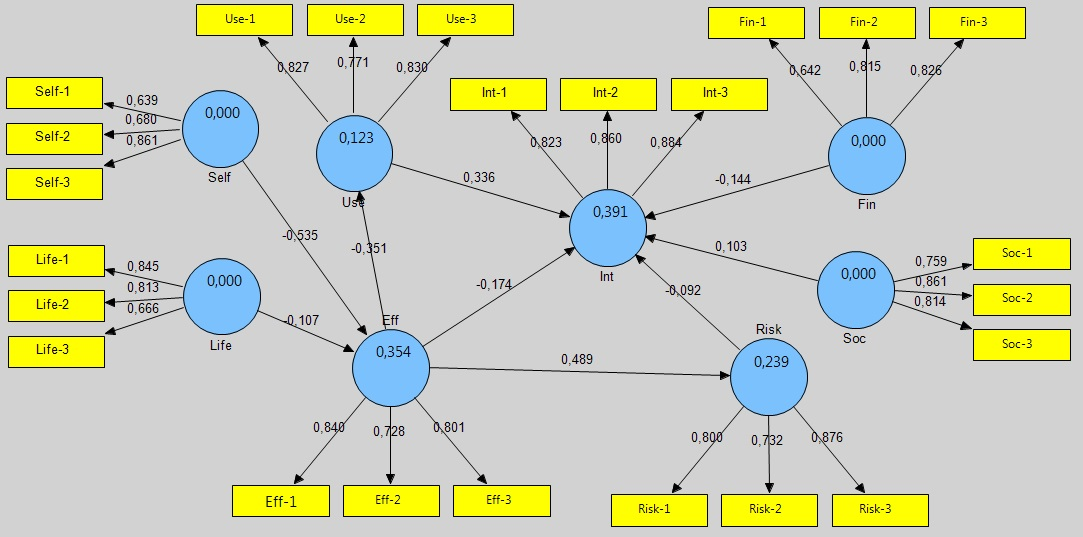 Use-1
Use-2
Use-3
Fin-1
Fin-2
Fin-3
0,827
0,771
0,830
0,642
0,815
0,826
Self-1
Self-2
Self-3
0,639
0,680
0,861
0,000
Self
0,123
Use
Int-1
Int-2
Int-3
0,823
0,860
0,884
0,000
Fin
0,336
-0,144
0,391
Int
-0,535
-0,351
0,103
0,000
Soc
0,759
0,861
0,814
Soc-1
Soc-2
Soc-3
Life-1
Life-2
Life-3
0,845
0,813
0,666
0,000
Life
-0,107
-0,174
-0,092
Eff
0,354
0,489
Risk
0,239
0,840
0,728
0,801
0,800
0,732
0,876
Eff-1
Eff-2
Eff-3
Risk-1
Risk-2
Risk-3